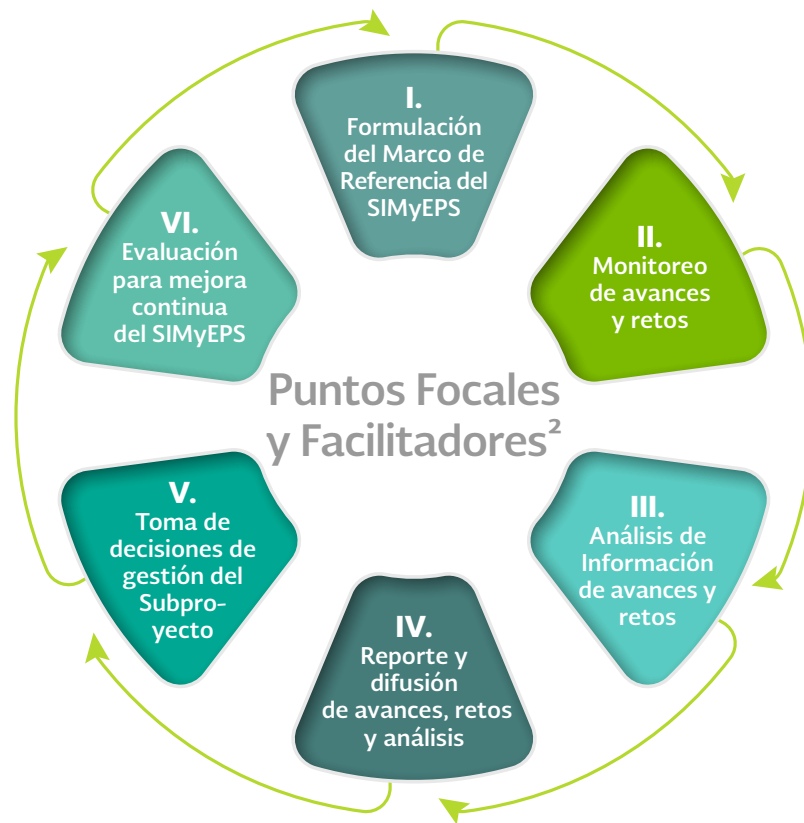 I.
Formulación
del Marco de
Referencia del
SIMyEPS
II.
Monitoreo
de avances
y retos
III.
Análisis de
Información
de avances y
retos
IV.
Reporte y
difusión
de avances, retos
y análisis
V.
Toma de
decisiones de
gestión del
Subpro-
yecto
VI.
Evaluación
para mejora
continua
del SIMyEPS
Puntos Focales
y Facilitadores²